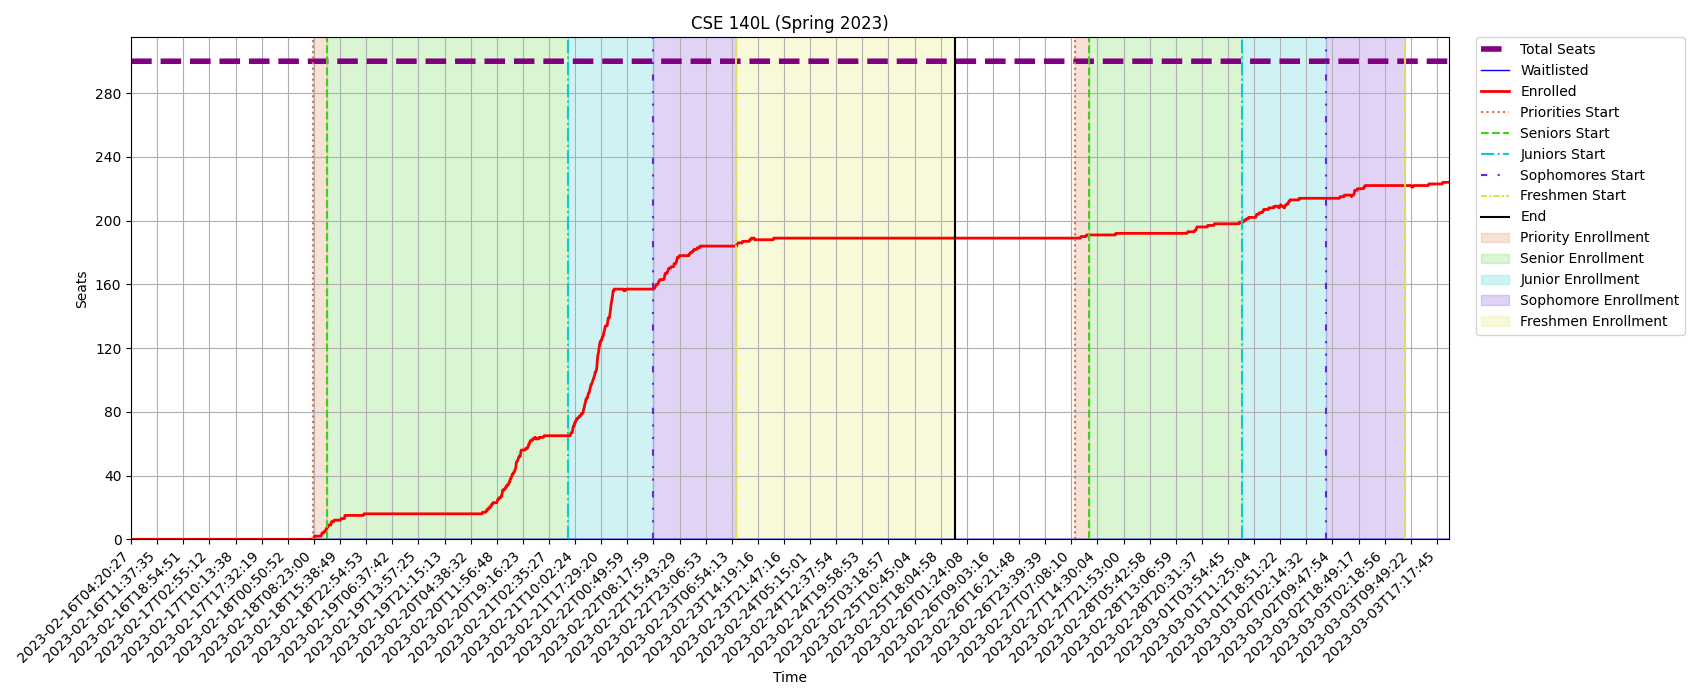 CSE 140L (Spring 2023)
Seats
280
240
200
160
120
80
40
0
2023-02-16T04:20:27
2023-02-16T11:37:35
2023-02-16T18:54:51
2023-02-17T02:55:12
2023-02-17T10:13:38
2023-02-17T17:32:19
2023-02-18T00:50:52
2023-02-18T08:23:00
2023-02-18T15:38:49
2023-02-18T22:54:53
2023-02-19T06:37:42
2023-02-19T13:57:25
2023-02-19T21:15:13
2023-02-20T04:38:32
2023-02-20T11:56:48
2023-02-20T19:16:23
2023-02-21T02:35:27
2023-02-21T10:02:24
2023-02-21T17:29:20
2023-02-22T00:49:59
2023-02-22T08:17:59
2023-02-22T15:43:29
2023-02-22T23:06:53
2023-02-23T06:54:13
2023-02-23T14:19:16
2023-02-23T21:47:16
2023-02-24T05:15:01
2023-02-24T12:37:54
2023-02-24T19:58:53
2023-02-25T03:18:57
2023-02-25T10:45:04
2023-02-25T18:04:58
2023-02-26T01:24:08
2023-02-26T09:03:16
2023-02-26T16:21:48
2023-02-26T23:39:39
2023-02-27T07:08:10
2023-02-27T14:30:04
2023-02-27T21:53:00
2023-02-28T05:42:58
2023-02-28T13:06:59
2023-02-28T20:31:37
2023-03-01T03:54:45
2023-03-01T11:25:04
2023-03-01T18:51:22
2023-03-02T02:14:32
2023-03-02T09:47:54
2023-03-02T18:49:17
2023-03-03T02:18:56
2023-03-03T09:49:22
2023-03-03T17:17:45
Time
Total Seats
Waitlisted
Enrolled
Priorities Start
Seniors Start
Juniors Start
Sophomores Start
Freshmen Start
End
Priority Enrollment
Senior Enrollment
Junior Enrollment
Sophomore Enrollment
Freshmen Enrollment